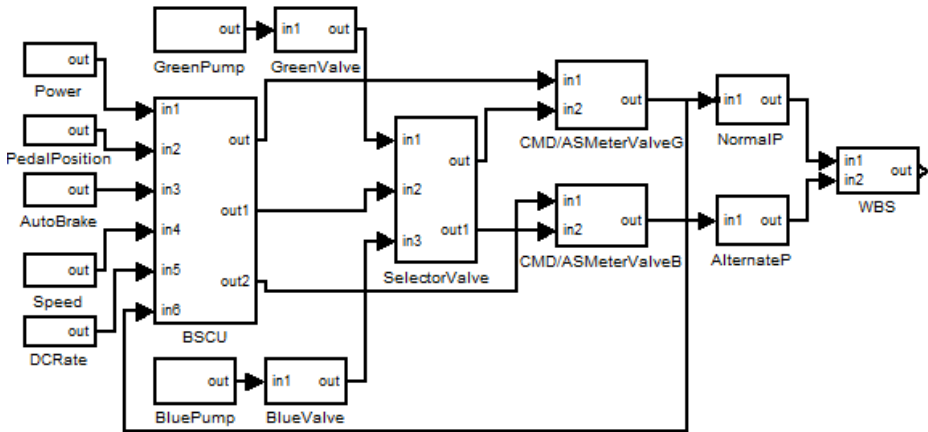 out
GreenPump
in1
GreenValve
out
Power
out
PedalPosition
out
AutoBrake
out
Speed
out
DCRate
in1
in2
in3
in4
in5
in6
out
out1
out2
BSCU
in1
in2
in3
out
out1
SelectorValve
in1
in2
out
CMD/ASMeterValveG
in1
in2
out
CMD/ASMeterValveB
in1
out
NormalP
in1
out
AlternateP
in1
in2
out
WBS
out
BluePump
in1
out
BlueValve